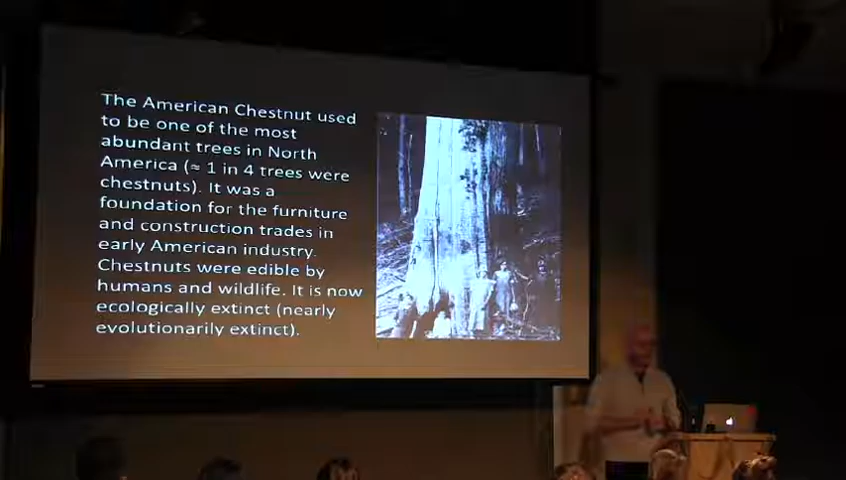 The American Chestnut used
to be one of the most
abundant trees in North
America (≈ 1 in 4 trees were
chestnuts). It was a
foundation for the furniture
and construction trades in
early American industry.
Chestnuts were edible by
humans and wildlife. It is now
ecologically extinct (nearly
evolutionarily extinct).